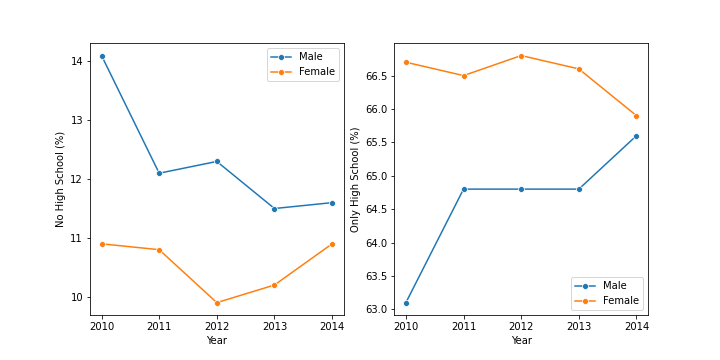 14
13
12
11
10
No High School (%)
2010
2011
2012
2013
2014
Year
Male
Female
66.5
66.0
65.5
65.0
64.5
64.0
63.5
63.0
Only High School (%)
2010
2011
2012
2013
2014
Year
Male
Female